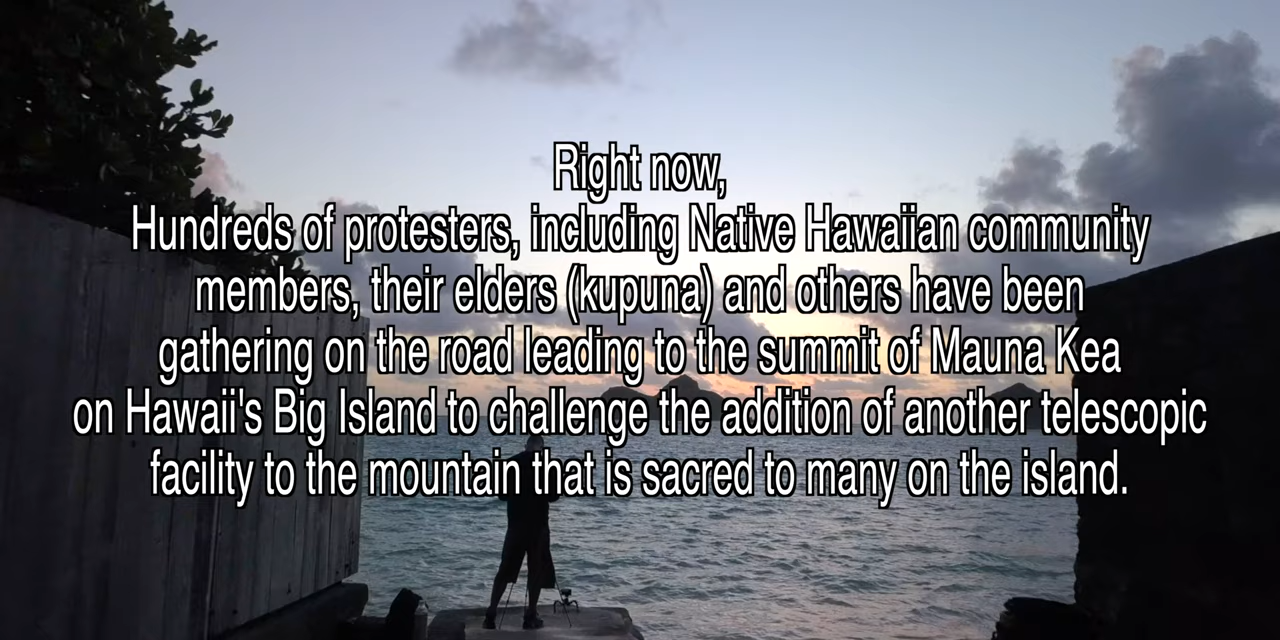 Right now,
Hundreds of protesters, including Native Hawaiian community
members, their elders (kupuna) and others have been
gathering on the road leading to the summit of Mauna Kea
on Hawaii's Big Island to challenge the addition of another telescopic
facility to the mountain that is sacred to many on the island.